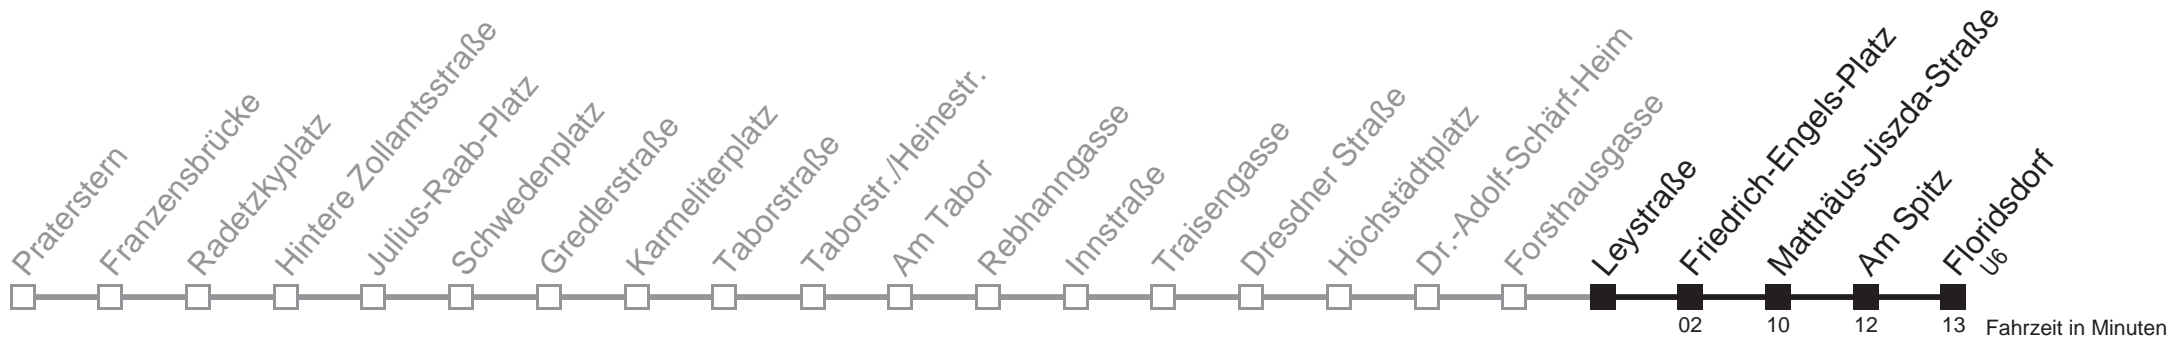 Praterstern
Franzensbrücke
Radetzkyplatz
Hintere Zollamtsstraße
Julius-Raab-Platz
Schwedenplatz
Gredlerstraße
Karmeliterplatz
Taborstraße
Taborstr./Heinestr.
Am Tabor
Rebhanngasse
Innstraße
Traisengasse
Dresdner Straße
Höchstädtplatz
Dr.-Adolf-Schärf-Heim
Forsthausgasse
Leystraße
Friedrich-Engels-Platz
Matthäus-Jiszda-Straße
Am Spitz
Floridsdorf
U6
02 10 12 13 Fahrzeit in Minuten